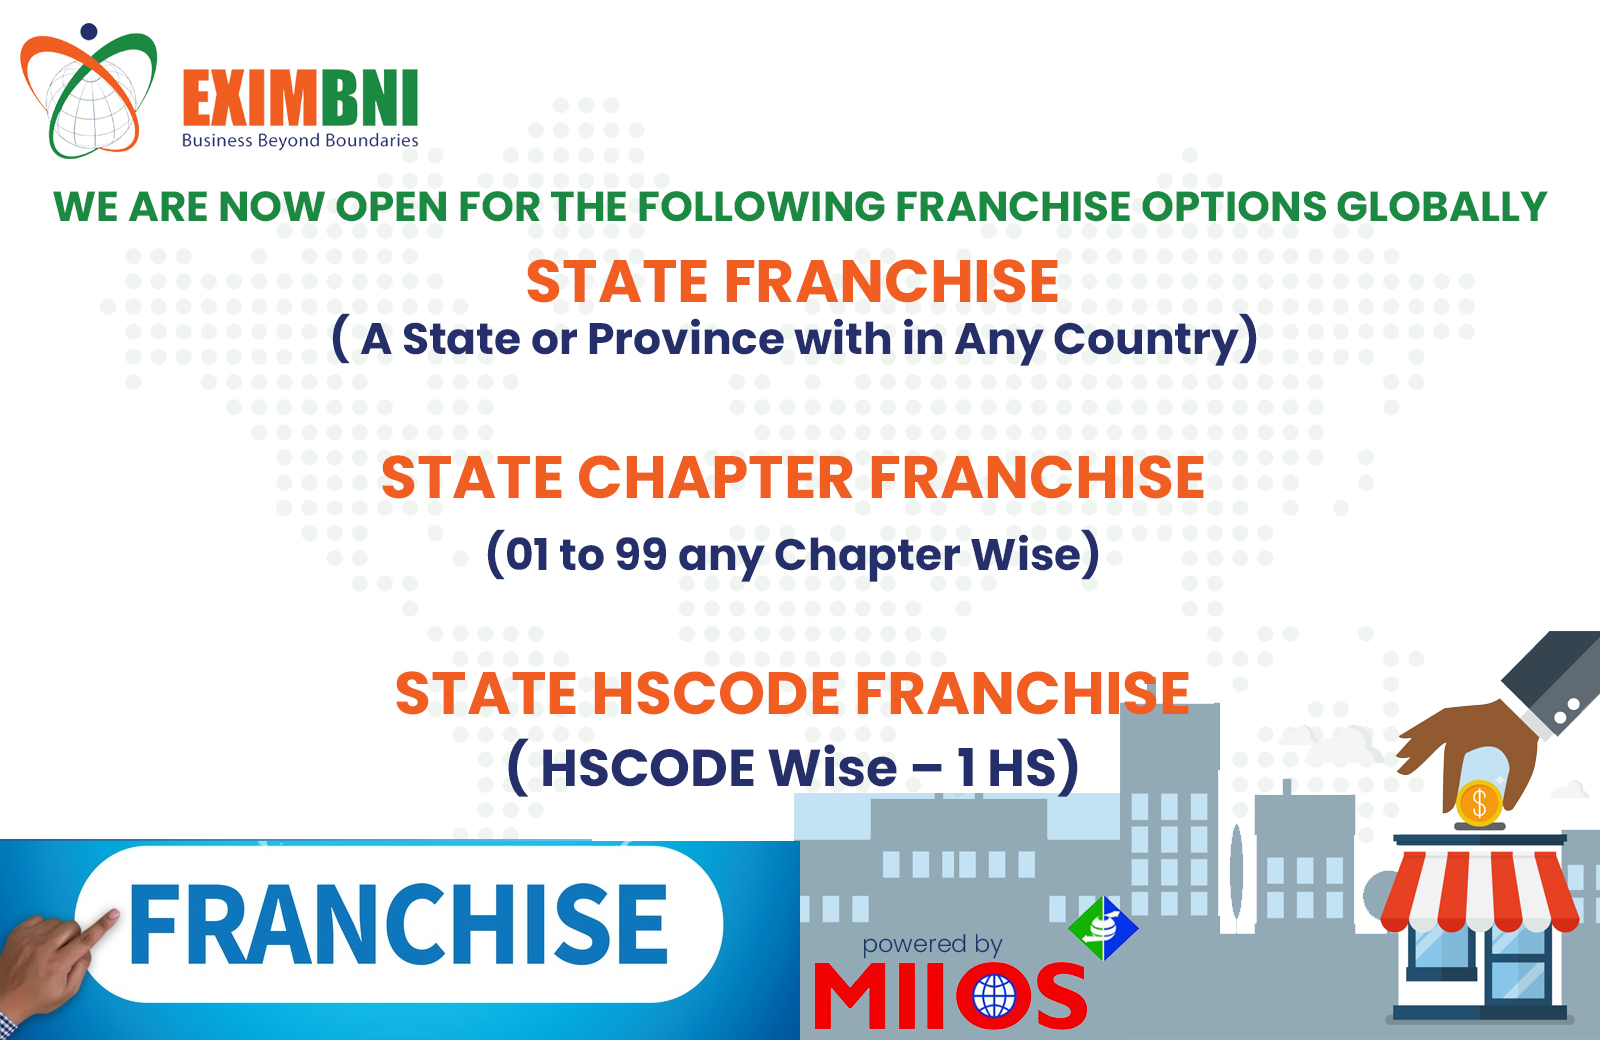 EXIMBNI
Business Beyond Boundaries
WE ARE NOW OPEN FOR THE FOLLOWING FRANCHISE OPTIONS GLOBALLY
STATE FRANCHISE
( A State or Province with in Any Country)
STATE CHAPTER FRANCHISE
(01 to 99 any Chapter Wise)
STATE HSCODE FRANCHISE
( HSCODE Wise – 1 HS)
$
FRANCHISE
powered by
MIIOS